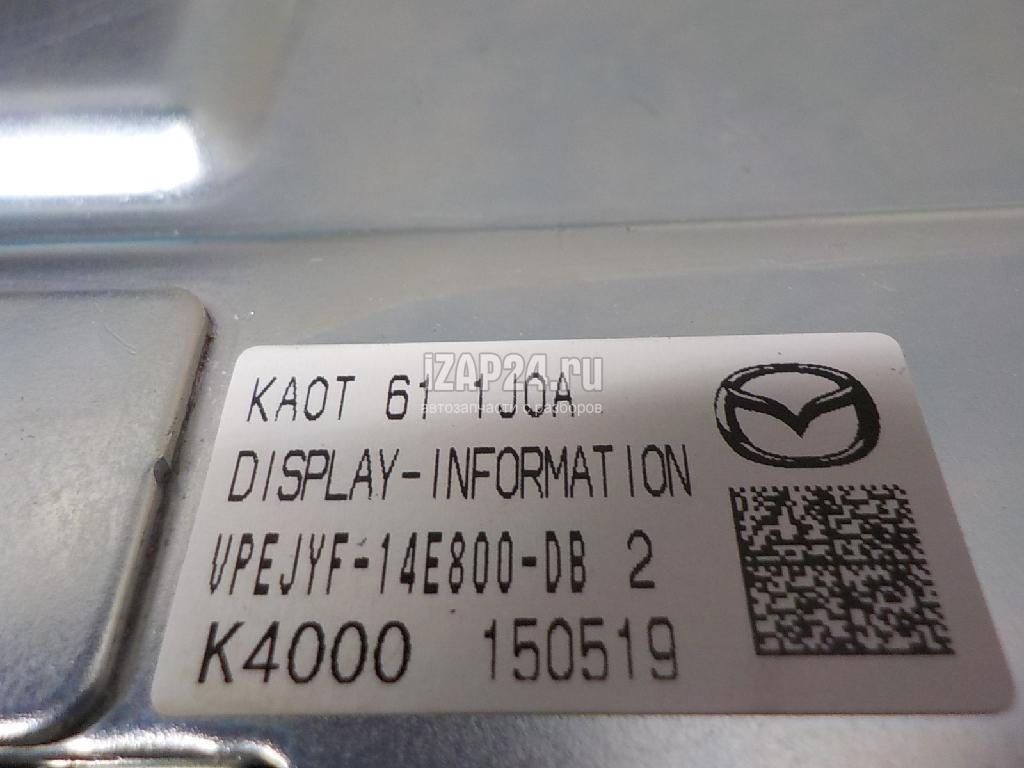 iZAP24.ru
KA0T 61 1J0A
автозапчасти с разборов
DISPLAY-INFORMATION
VPEJYF-14E800-DB 2
K4000 150519